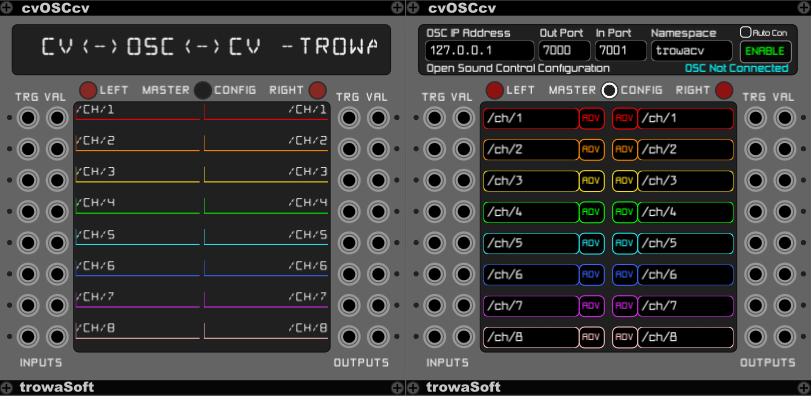 cvOSCcv
CV <-> OSC <-> CV -TROWA
LEFT MASTER CONFIG RIGHT
TRG VAL TRG VAL
/CH/1 /CH/1
/CH/2 /CH/2
/CH/3 /CH/3
/CH/4 /CH/4
/CH/5 /CH/5
/CH/6 /CH/6
/CH/7 /CH/7
/CH/8 /CH/8
INPUTS OUTPUTS
trowaSoft
cvOSCcv
OSC IP Address Out Port In Port Namespace Auto Con
127.0.0.1 7000 7001 trowacv ENABLE
Open Sound Control Configuration OSC Not Connected
LEFT MASTER CONFIG RIGHT
TRG VAL TRG VAL
/ch/1 ADV ADV /ch/1
/ch/2 ADV ADV /ch/2
/ch/3 ADV ADV /ch/3
/ch/4 ADV ADV /ch/4
/ch/5 ADV ADV /ch/5
/ch/6 ADV ADV /ch/6
/ch/7 ADV ADV /ch/7
/ch/8 ADV ADV /ch/8
INPUTS OUTPUTS
trowaSoft